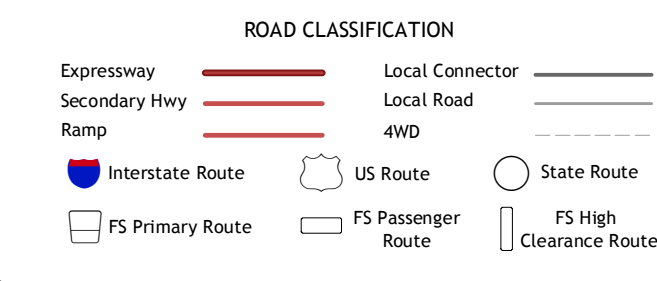 ROAD CLASSIFICATION
Expressway
Local Connector
Secondary Hwy
Local Road
Ramp
4WD
Interstate Route
US Route
State Route
FS Primary Route
FS Passenger
Route
FS High
Clearance Route